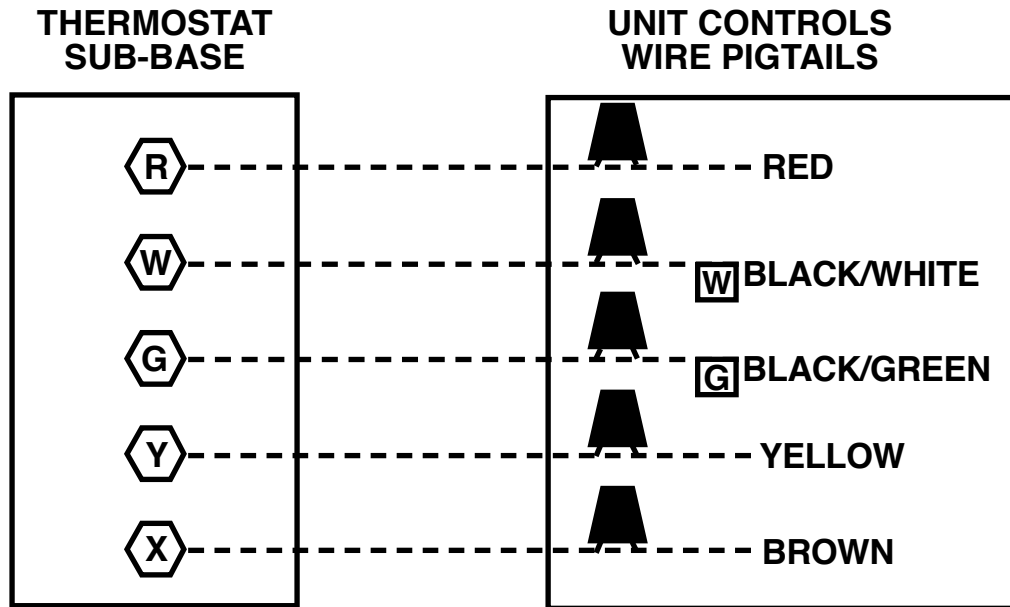 THERMOSTAT
SUB-BASE
UNIT CONTROLS
WIRE PIGTAILS
R RED
W W BLACK/WHITE
G G BLACK/GREEN
Y YELLOW
X BROWN